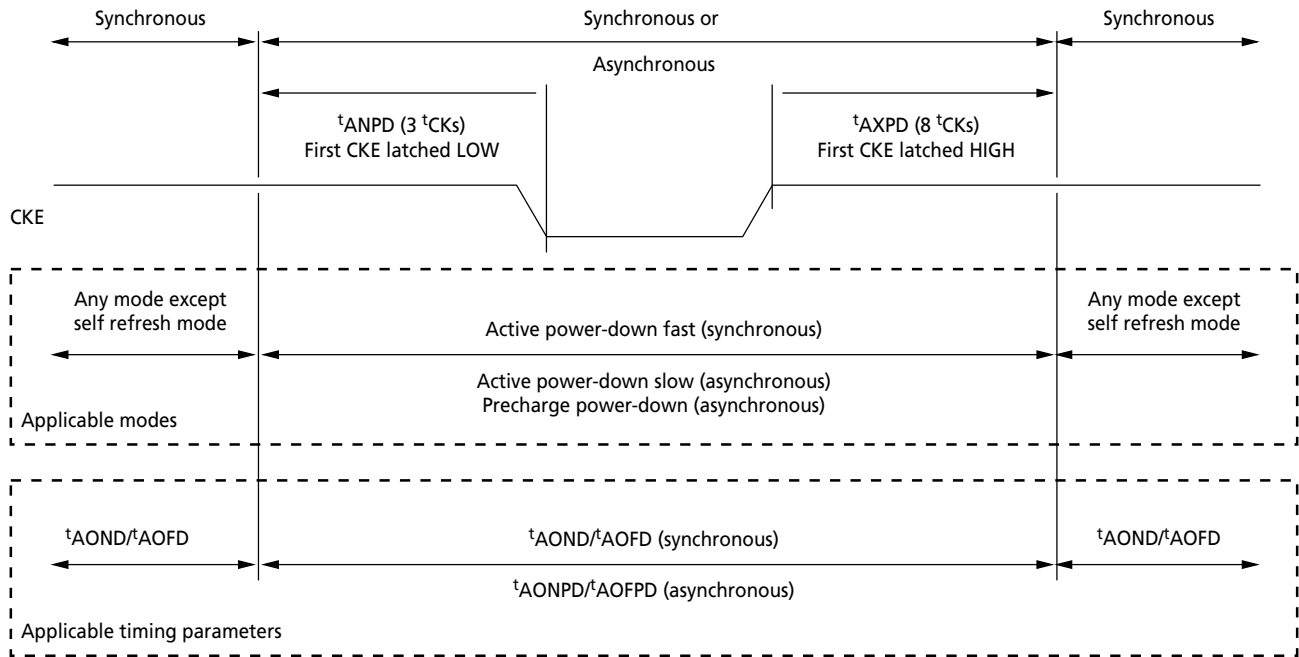 Synchronous
Synchronous or
Asynchronous
Synchronous
tANPD (3 tCKs)
First CKE latched LOW
tAXPD (8 tCKs)
First CKE latched HIGH
CKE
Any mode except
self refresh mode
Active power-down fast (synchronous)
Active power-down slow (asynchronous)
Precharge power-down (asynchronous)
Any mode except
self refresh mode
Applicable modes
tAOND/tAOFD
tAOND/tAOFD (synchronous)
tAONPD/tAOFPD (asynchronous)
tAOND/tAOFD
Applicable timing parameters